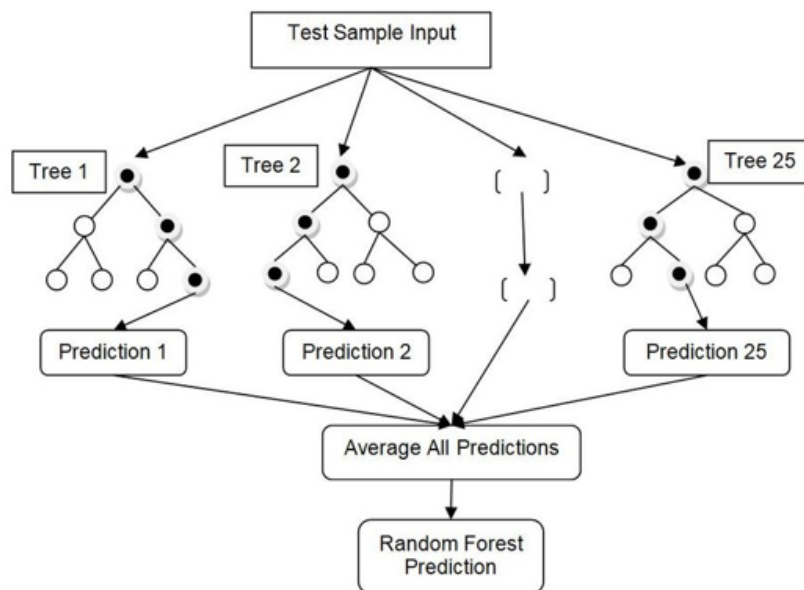 Test Sample Input
Tree 1
Tree 2
Tree 25
Prediction 1
Prediction 2
Prediction 25
Average All Predictions
Random Forest
Prediction